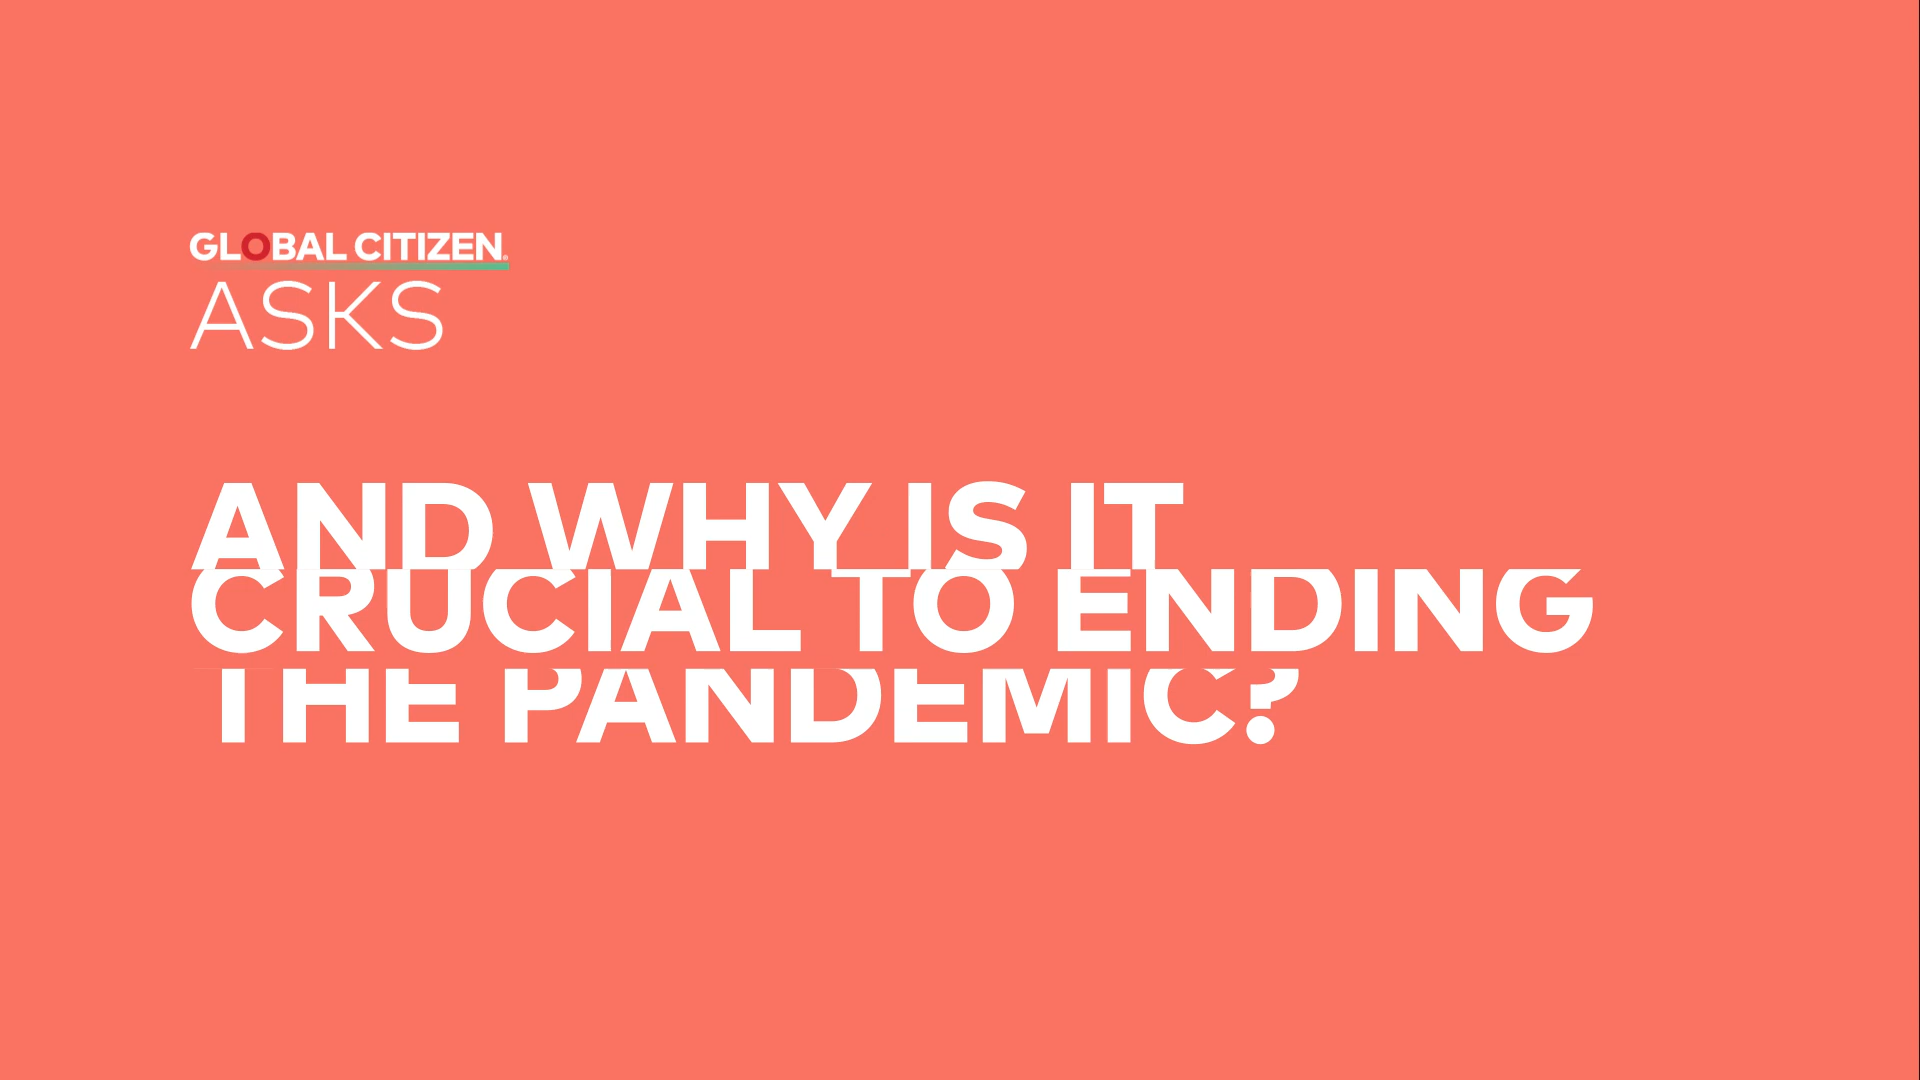 GLOBAL CITIZEN®
ASKS
AND WHY IS IT
CRUCIAL TO ENDING
THE PANDEMIC?